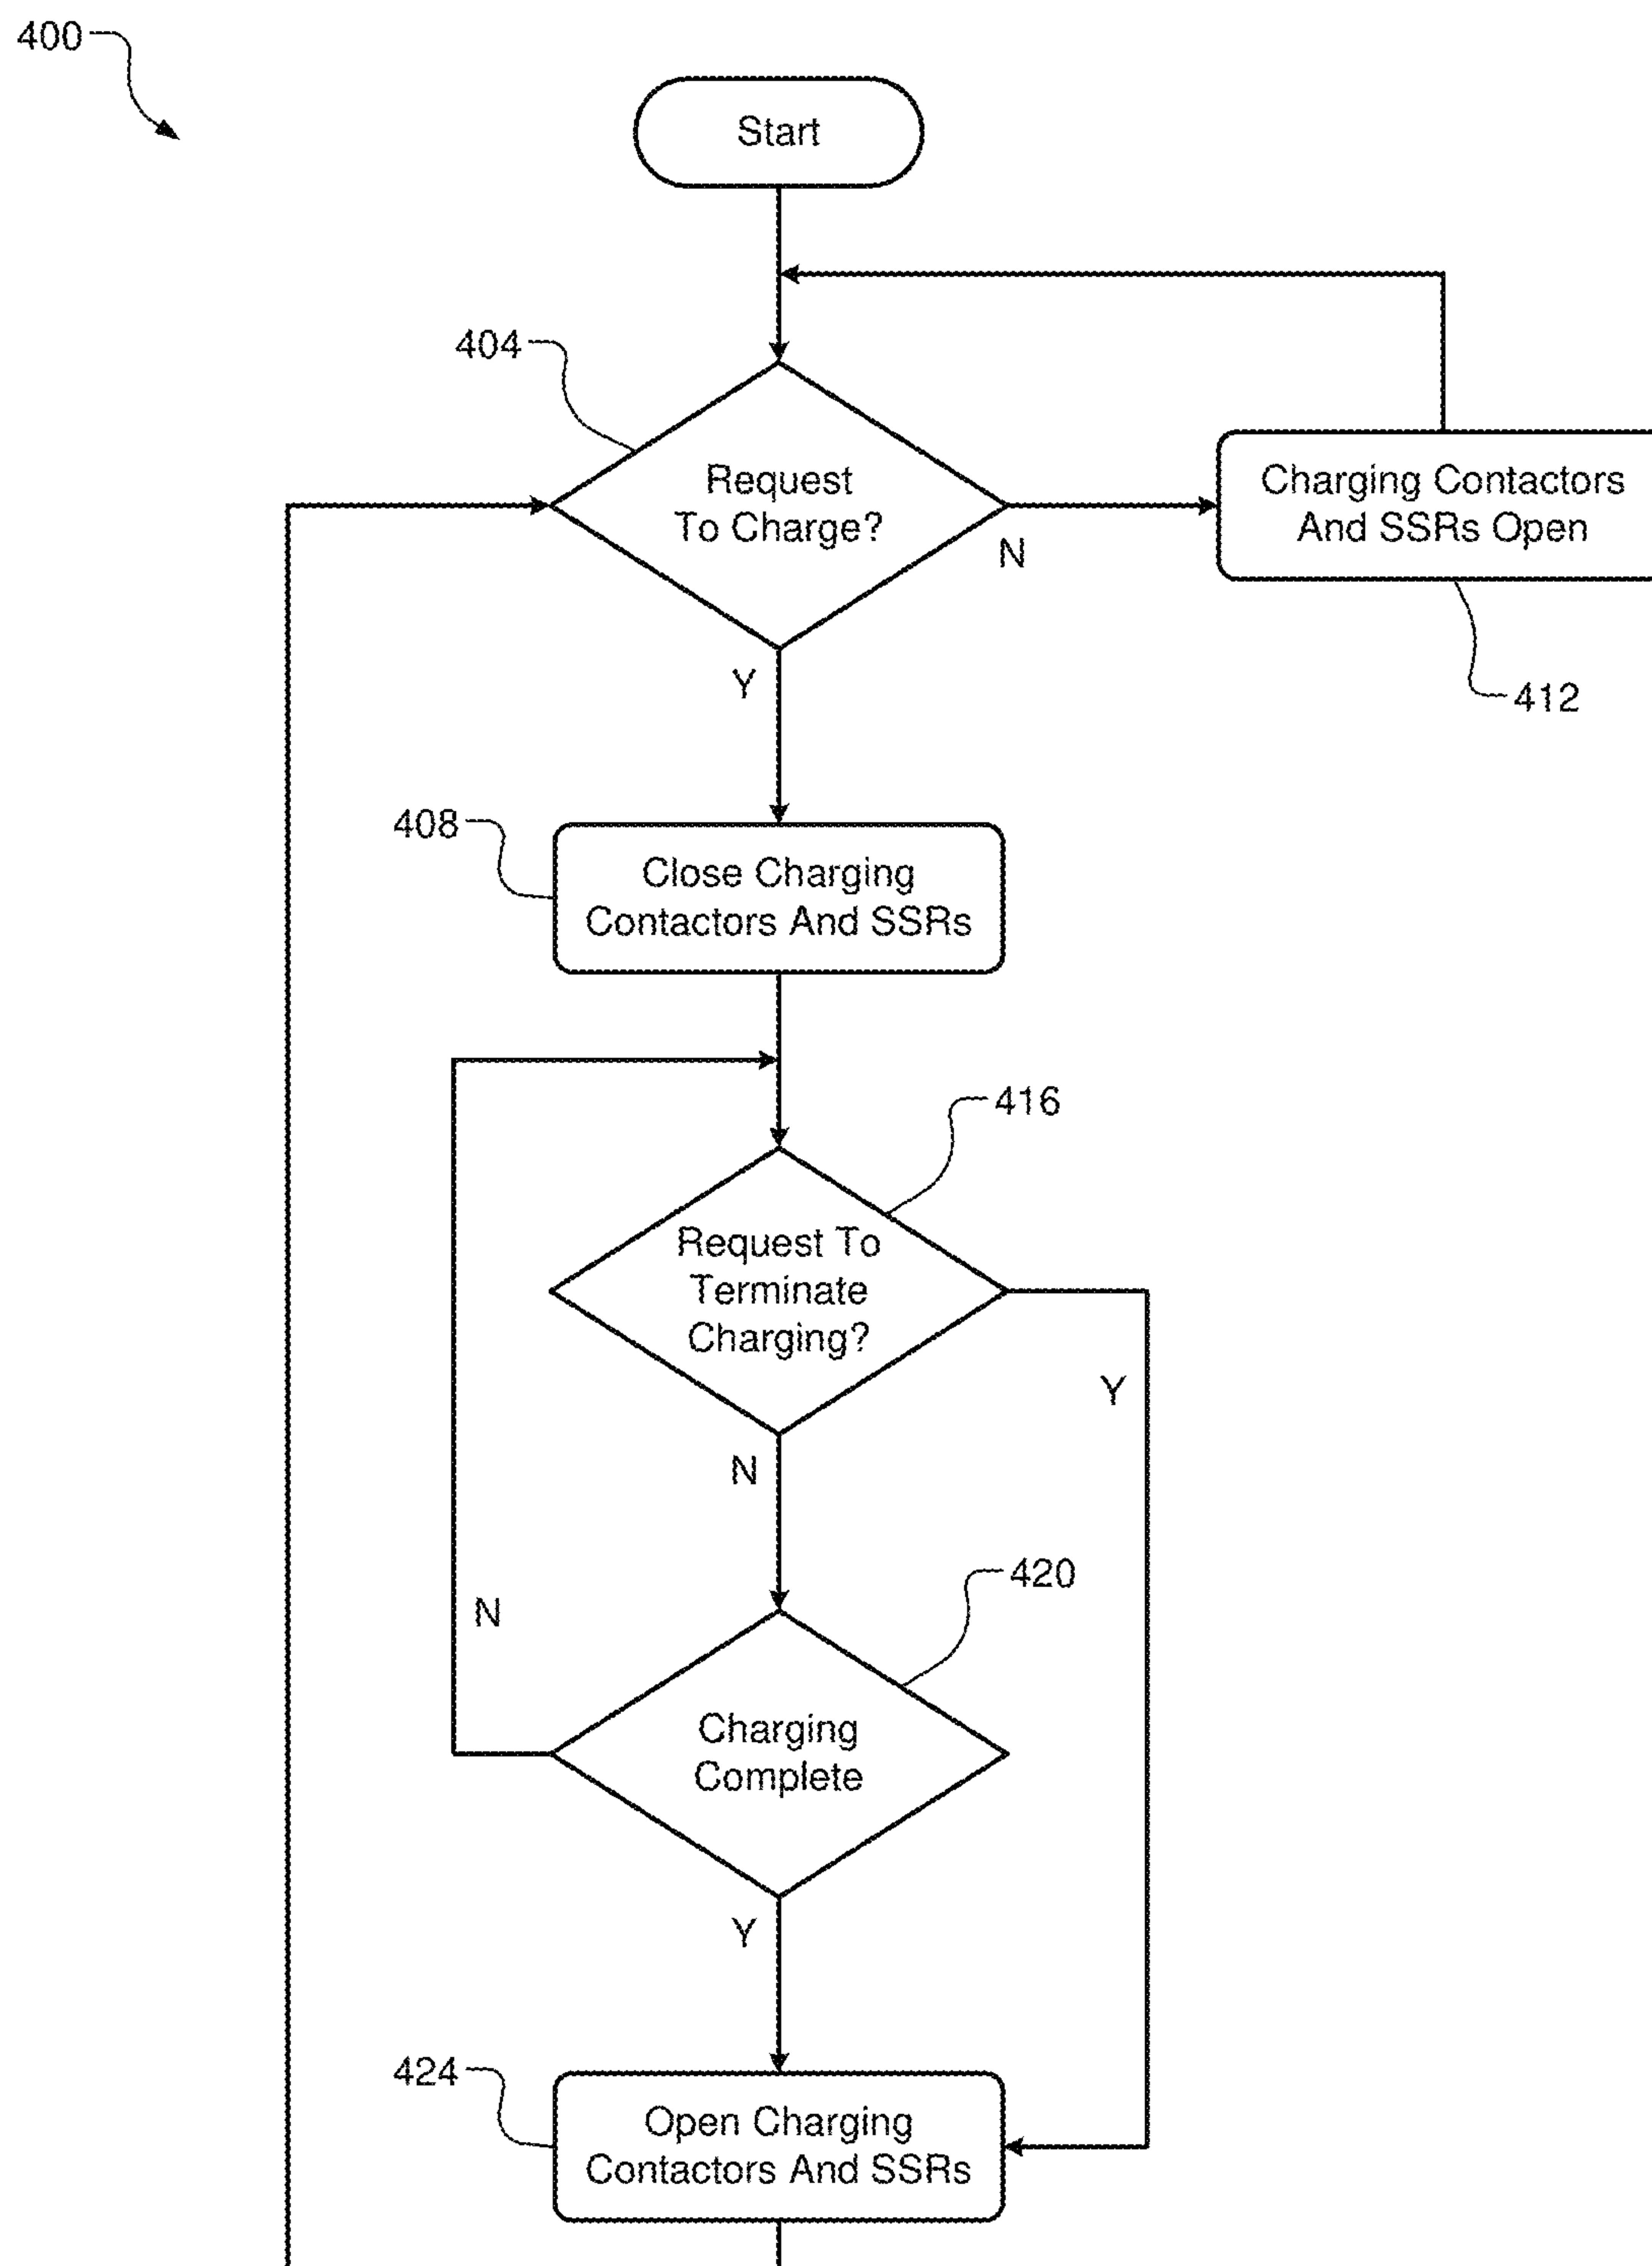 400
Start
404
Request
To Charge?
N
Charging Contactors
And SSRs Open
412
Y
408
Close Charging
Contactors And SSRs
416
Request To
Terminate
Charging?
Y
N
420
N
Charging
Complete
Y
424
Open Charging
Contactors And SSRs